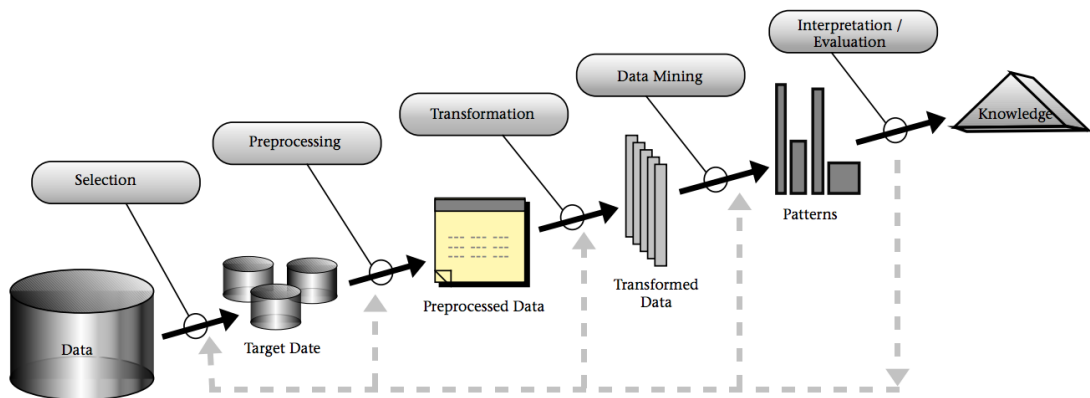 Interpretation /
Evaluation
Data Mining
Transformation
Preprocessing
Selection
Data
Target Date
Preprocessed Data
Transformed
Data
Patterns
Knowledge